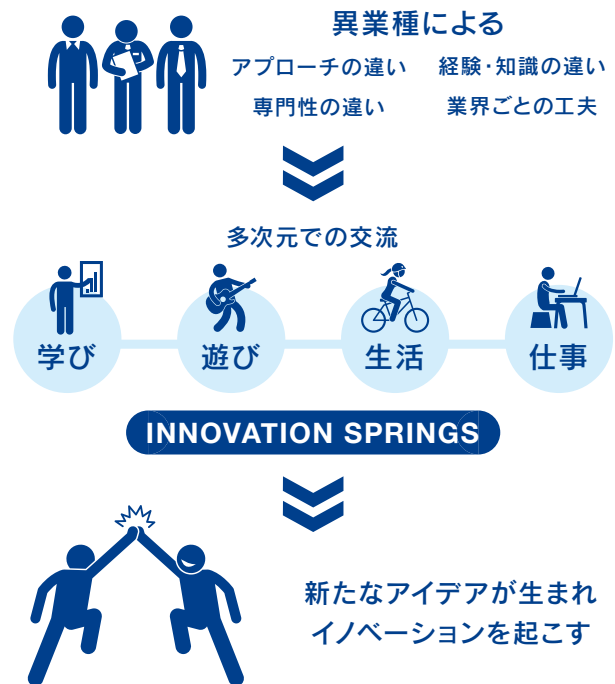 異業種による
アプローチの違い 経験・知識の違い
専門性の違い 業界ごとの工夫
多次元での交流
学び 遊び 生活 仕事
INNOVATION SPRINGS
新たなアイデアが生まれ
イノベーションを起こす